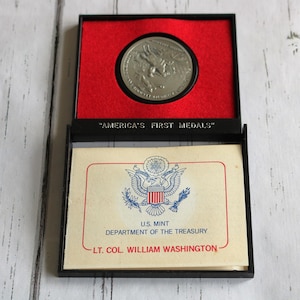 "AMERICA'S FIRST MEDALS"
U.S. MINT
DEPARTMENT OF THE TREASURY
LT. COL. WILLIAM WASHINGTON